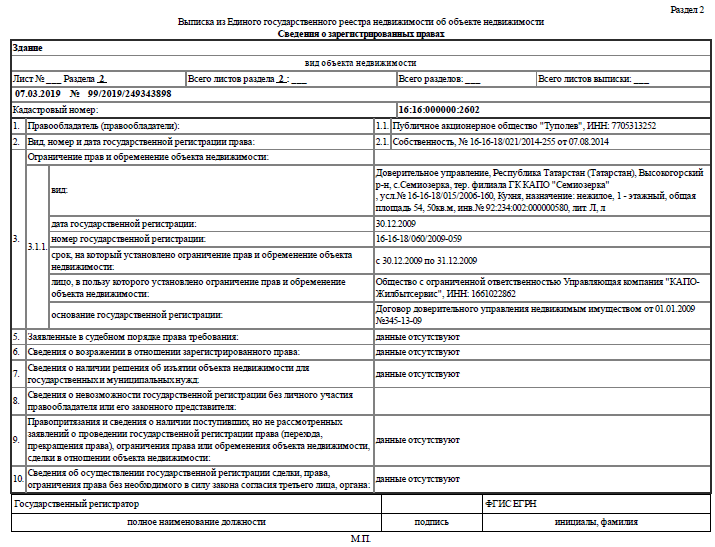 Раздел 2
Выписка из Единого государственного реестра недвижимости об объекте недвижимости
Сведения о зарегистрированных правах
Здание
вид объекта недвижимости
Лист № ___ Раздела 2 Всего листов раздела 2 : ___ Всего разделов: ___ Всего листов выписки: ___
07.03.2019 № 99/2019/249343898
Кадастровый номер: 16:16:000000:2602
1. Правообладатель (правообладатели): 1.1. Публичное акционерное общество "Туполев", ИНН: 7705313252
2. Вид, номер и дата государственной регистрации права: 2.1. Собственность, № 16-16-18/021/2014-255 от 07.08.2014
3. Ограничение прав и обременение объекта недвижимости:
3.1.1. вид:
Доверительное управление, Республика Татарстан (Татарстан), Высокогорский
р-н, с.Семиозерка, тер. филиала ГК КАПО "Семиозерка"
, усл.№ 16-16-18/015/2006-160, Кухня, назначение: нежилое, 1 - этажный, общая
площадь 54, 50кв.м, инв.№ 92:234:002:000000580, лит. Л, л
дата государственной регистрации: 30.12.2009
номер государственной регистрации: 16-16-18/060/2009-059
срок, на который установлено ограничение прав и обременение объекта
недвижимости: с 30.12.2009 по 31.12.2009
лицо, в пользу которого установлено ограничение прав и обременение
объекта недвижимости:
Общество с ограниченной ответственностью Управляющая компания "КАПО-
Жилбытсервис", ИНН: 1661022862
основание государственной регистрации:
Договор доверительного управления недвижимым имуществом от 01.01.2009
№345-13-09
5. Заявленные в судебном порядке права требования: данные отсутствуют
6. Сведения о возражении в отношении зарегистрированного права: данные отсутствуют
7. Сведения о наличии решения об изъятии объекта недвижимости для
государственных и муниципальных нужд: данные отсутствуют
8. Сведения о невозможности государственной регистрации без личного участия
правообладателя или его законного представителя:
9. Правопритязания и сведения о наличии поступивших, но не рассмотренных
заявлений о проведении государственной регистрации права (перехода,
прекращения права), ограничения права или обременения объекта недвижимости,
сделки в отношении объекта недвижимости: данные отсутствуют
10. Сведения об осуществлении государственной регистрации сделки, права,
ограничения права без необходимого в силу закона согласия третьего лица, органа: данные отсутствуют
Государственный регистратор ФГИС ЕГРН
полное наименование должности подпись инициалы, фамилия
М.П.